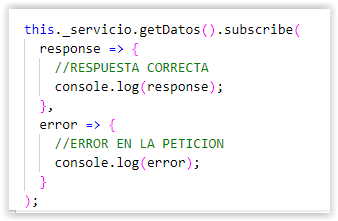 this._servicio.getDatos().subscribe(
  response => {
    //RESPUESTA CORRECTA
    console.log(response);
  },
  error => {
    //ERROR EN LA PETICION
    console.log(error);
  }
);